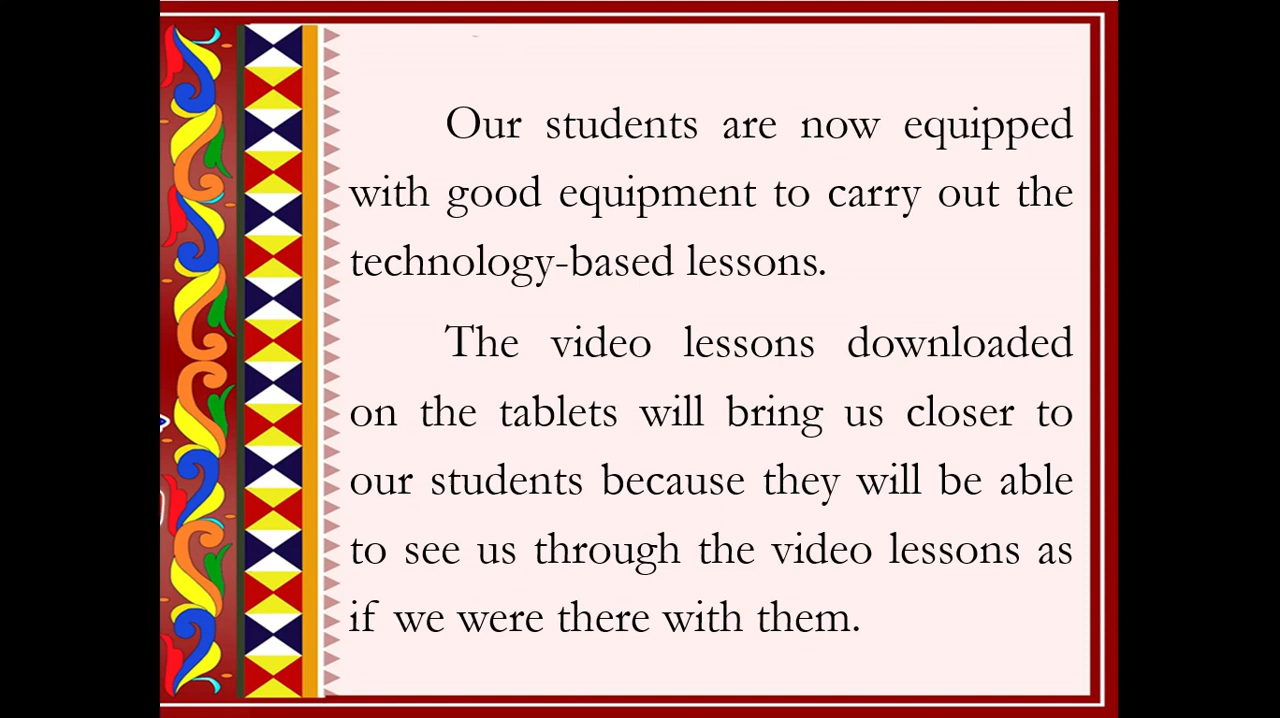 Our students are now equipped
with good equipment to carry out the
technology-based lessons.
The video lessons downloaded
on the tablets will bring us closer to
our students because they will be able
to see us through the video lessons as
if we were there with them.